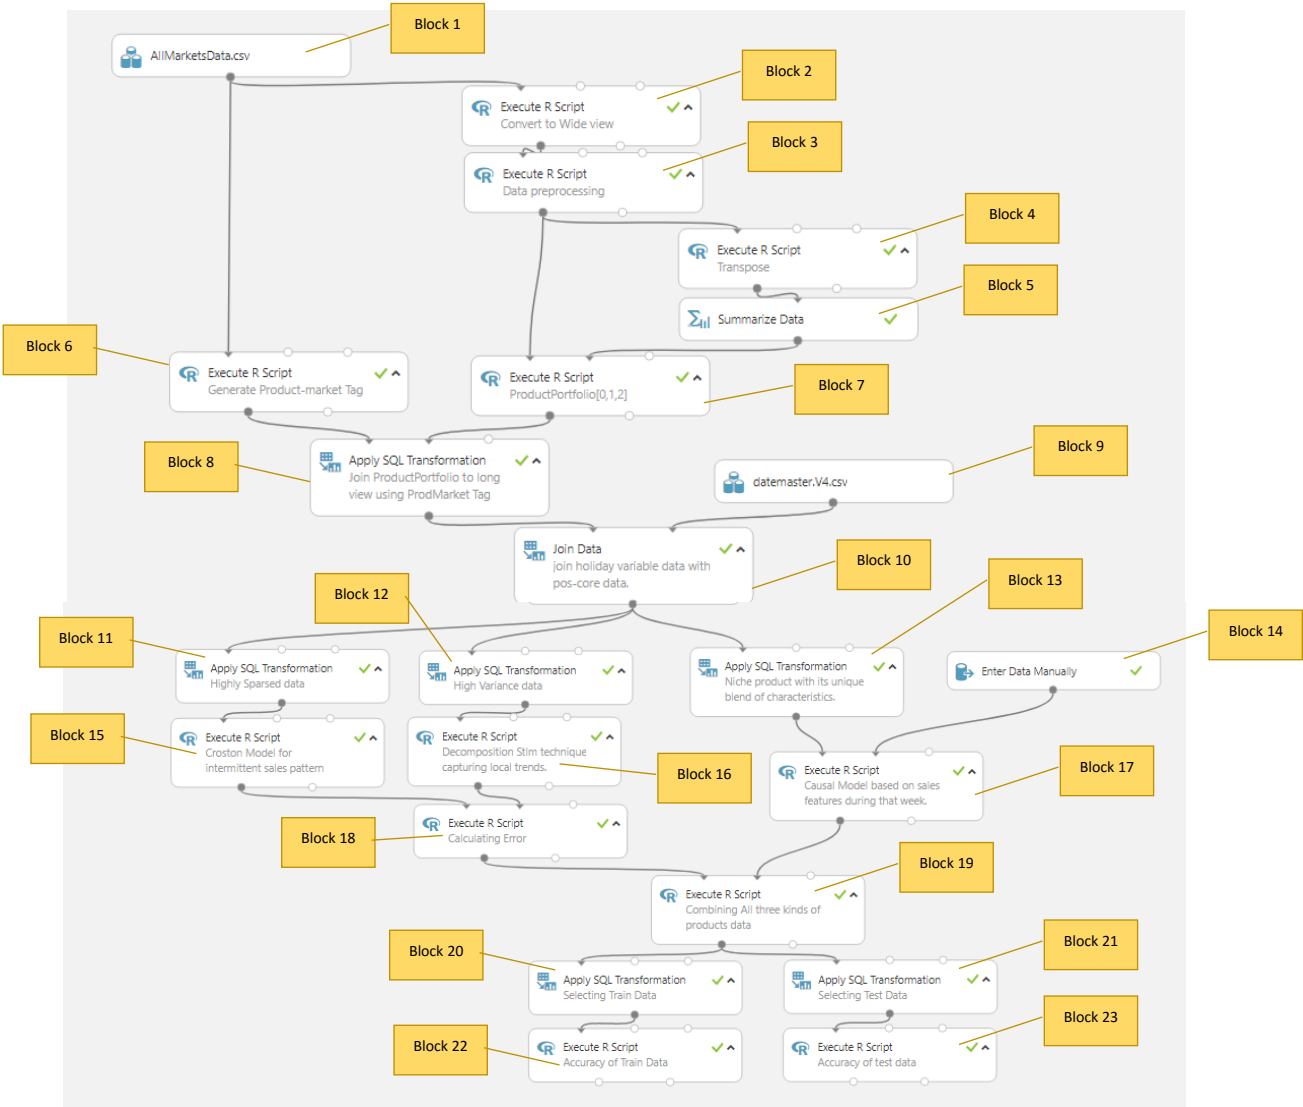 Block 1
AllMarketsData.csv
Block 2
Execute R Script
Convert to Wide view
Block 3
Execute R Script
Data preprocessing
Block 4
Execute R Script
Transpose
Block 5
Summarize Data
Block 6
Execute R Script
Generate Product-market Tag
Execute R Script
ProductPortfolio[0,1,2]
Block 7
Block 8
Apply SQL Transformation
Join ProductPortfolio to long
view using ProdMarket Tag
Block 9
datemaster.V4.csv
Join Data
join holiday variable data with
pos-core data.
Block 10
Block 11
Apply SQL Transformation
Highly Sparsed data
Block 12
Apply SQL Transformation
High Variance data
Block 13
Apply SQL Transformation
Niche product with its unique
blend of characteristics.
Block 14
Enter Data Manually
Block 15
Execute R Script
Croston Model for
intermittent sales pattern
Execute R Script
Decomposition Stlm technique
capturing local trends.
Block 16
Execute R Script
Causal Model based on sales
features during that week.
Block 17
Block 18
Execute R Script
Calculating Error
Block 19
Execute R Script
Combining All three kinds of
products data
Block 20
Apply SQL Transformation
Selecting Train Data
Block 21
Apply SQL Transformation
Selecting Test Data
Block 22
Execute R Script
Accuracy of Train Data
Block 23
Execute R Script
Accuracy of test data